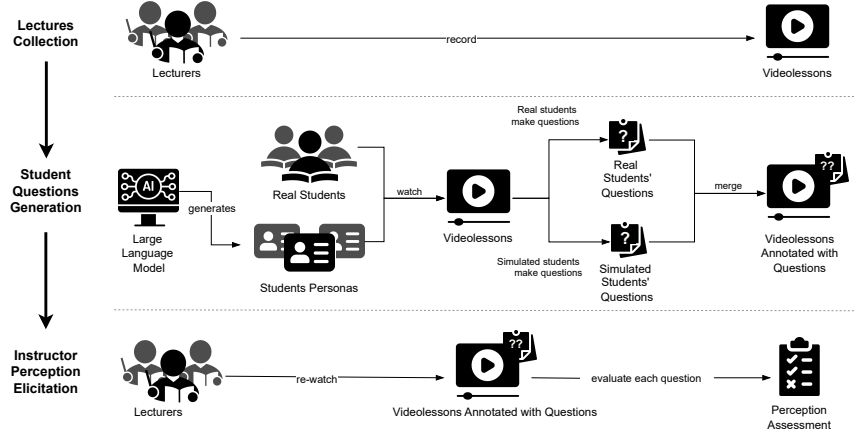 Lectures
Collection
Lecturers
record
Videolessons
Student
Questions
Generation
AI
Large
Language
Model
generates
Real Students
Students Personas
watch
Videolessons
Real students
make questions
?
Real
Students'
Questions
Simulated students
make questions
?
Simulated
Students'
Questions
merge
??
Videolessons
Annotated with
Questions
Instructor
Perception
Elicitation
Lecturers
re-watch
??
Videolessons Annotated with Questions
evaluate each question
Perception
Assessment